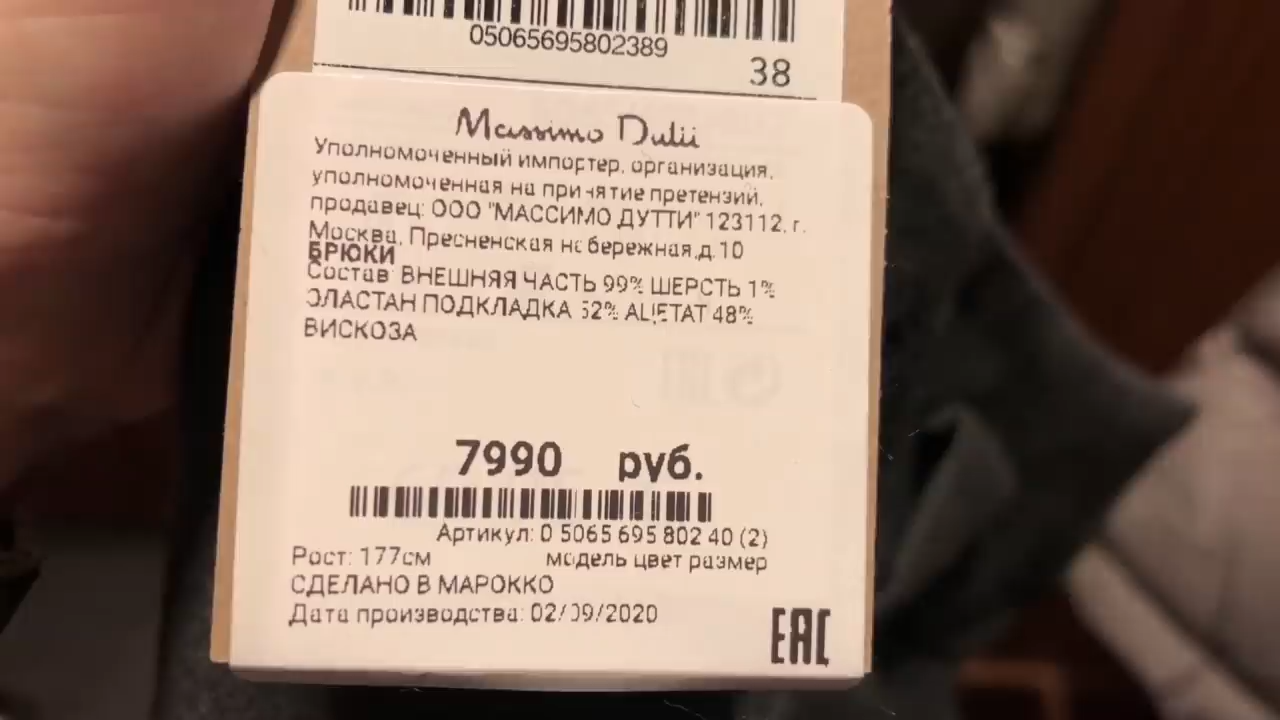 05065695802389
38
Massimo Dutti
Уполномоченный импортер, организация,
уполномоченная на принятие претензий,
продавец: ООО "МАССИМО ДУТТИ" 123112, г.
Москва, Пресненская набережная,д.10
БРЮКИ
Состав: ВНЕШНЯЯ ЧАСТЬ 99% ШЕРСТЬ 1%
ЭЛАСТАН ПОДКЛАДКА 52% АЦЕТАТ 48%
ВИСКОЗА
7990 руб.
Артикул: 0 5065 695 802 40 (2)
Рост: 177см модель цвет размер
СДЕЛАНО В МАРОККО
Дата производства: 02/09/2020
EAC